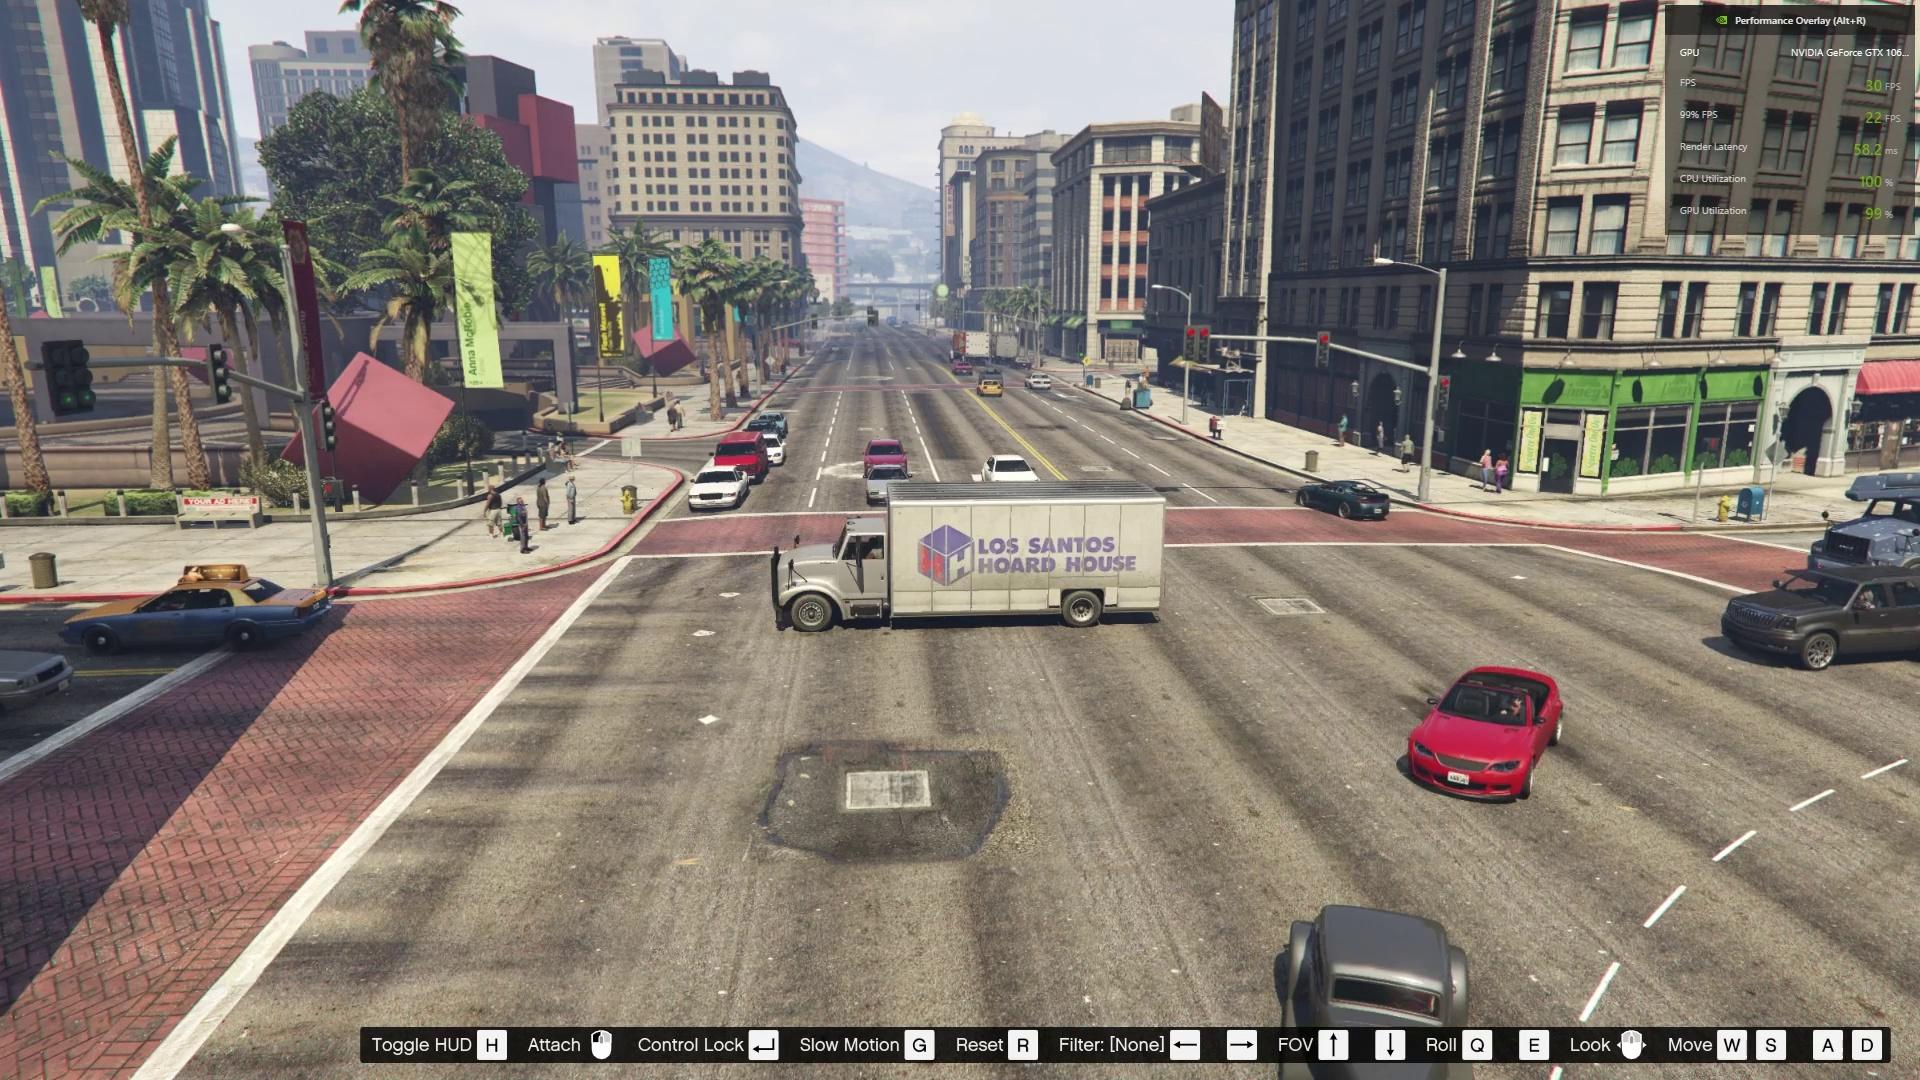 Performance Overlay (Alt+R)
GPU NVIDIA GeForce GTX 106...
FPS 30 FPS
99% FPS 22 FPS
Render Latency 58.2 ms
CPU Utilization 100 %
GPU Utilization 99 %
YOUR AD HERE!
LOS SANTOS
HOARD HOUSE
Toggle HUD H Attach Control Lock Slow Motion G Reset R Filter: [None] ← → FOV ↑ ↓ Roll Q E Look Move W S A D